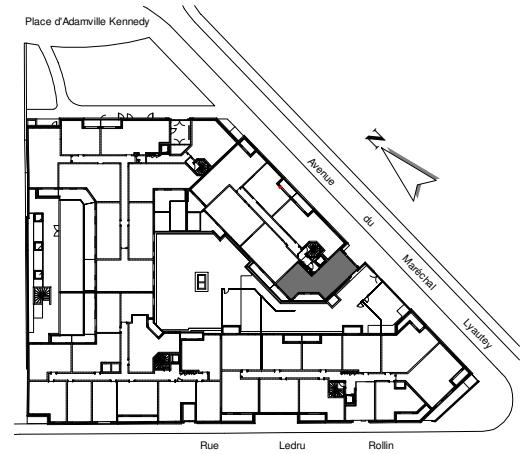 Place d'Adamville Kennedy
N
Avenue du Maréchal Lyautey
Rue Ledru Rollin